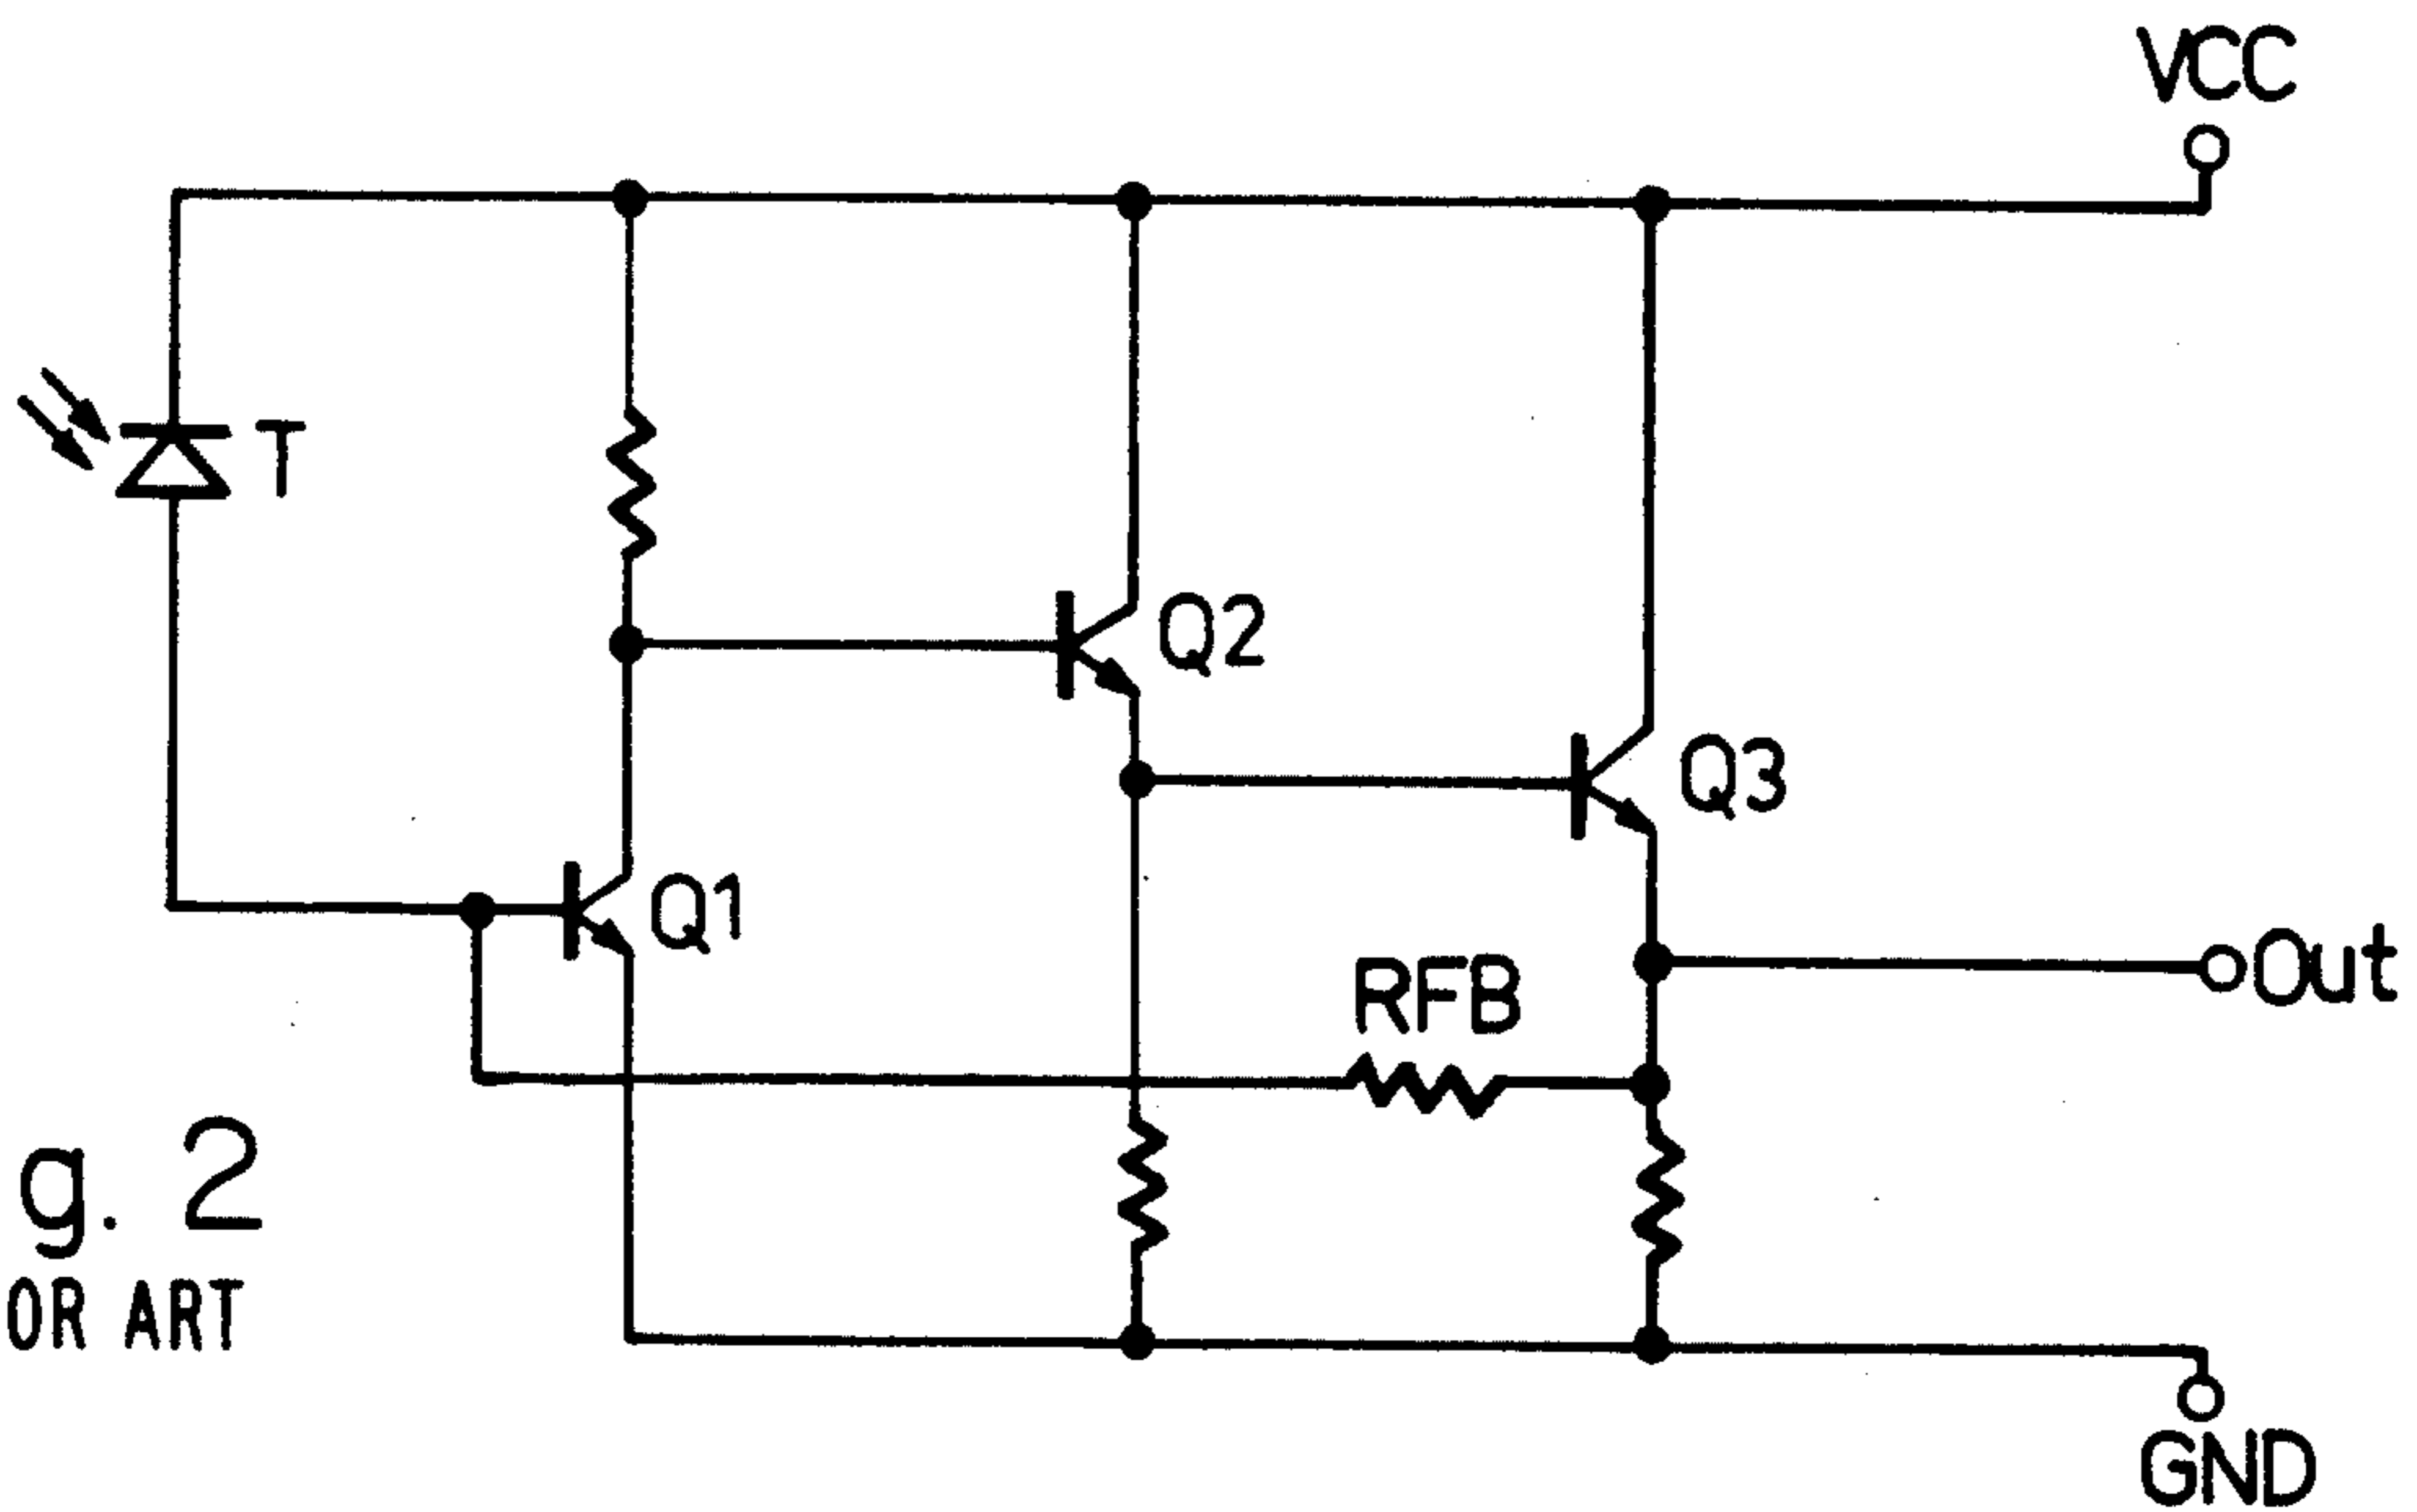 VCC
T
Q2
Q3
Q1
Out
RFB
g. 2
OR ART
GND